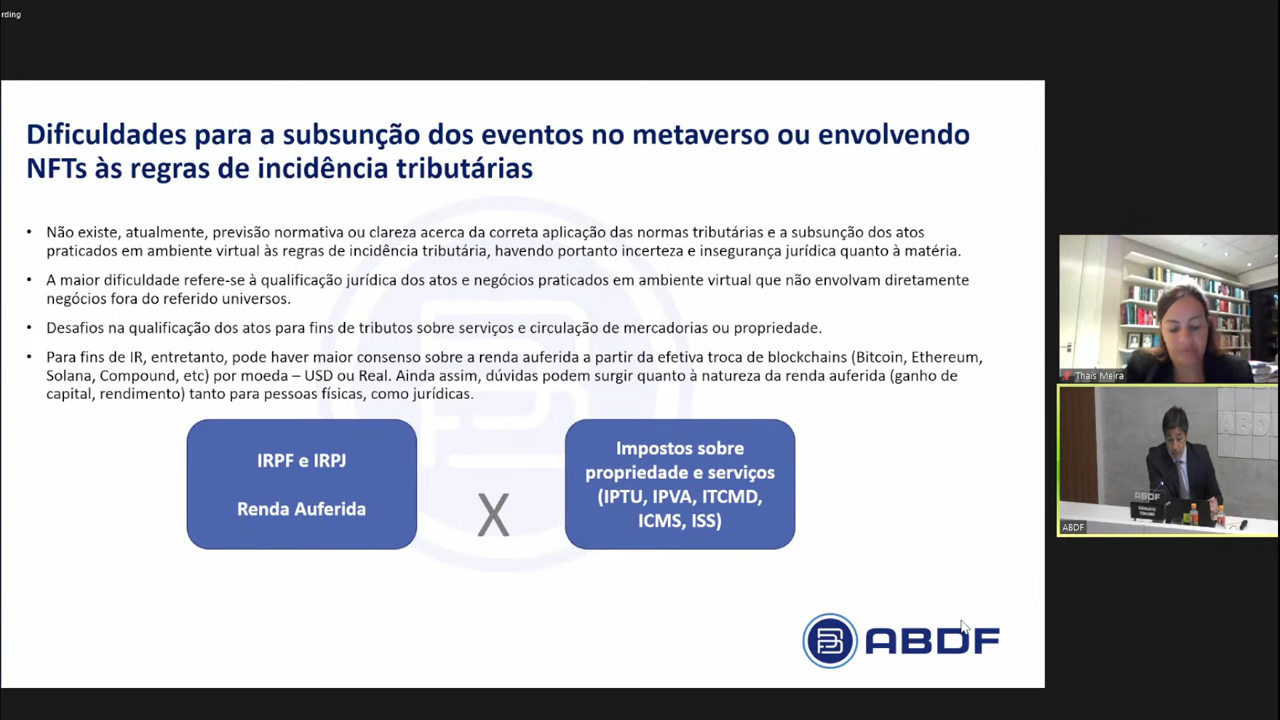 rding
Dificuldades para a subsunção dos eventos no metaverso ou envolvendo
NFTs às regras de incidência tributárias
• Não existe, atualmente, previsão normativa ou clareza acerca da correta aplicação das normas tributárias e a subsunção dos atos
praticados em ambiente virtual às regras de incidência tributária, havendo portanto incerteza e insegurança jurídica quanto à matéria.
• A maior dificuldade refere-se à qualificação jurídica dos atos e negócios praticados em ambiente virtual que não envolvam diretamente
negócios fora do referido universos.
• Desafios na qualificação dos atos para fins de tributos sobre serviços e circulação de mercadorias ou propriedade.
• Para fins de IR, entretanto, pode haver maior consenso sobre a renda auferida a partir da efetiva troca de blockchains (Bitcoin, Ethereum,
Solana, Compound, etc) por moeda – USD ou Real. Ainda assim, dúvidas podem surgir quanto à natureza da renda auferida (ganho de
capital, rendimento) tanto para pessoas físicas, como jurídicas.
IRPF e IRPJ
Renda Auferida
X
Impostos sobre
propriedade e serviços
(IPTU, IPVA, ITCMD,
ICMS, ISS)
ABDF
Thaís Meira
ABD
ABDF
ABDF